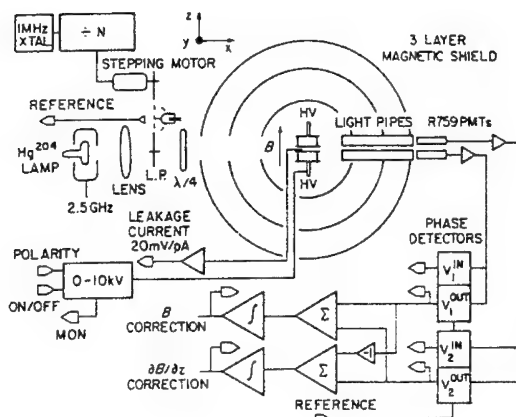 1MHz
XTAL
÷ N
STEPPING MOTOR
REFERENCE
Hg204
LAMP
LENS
L.P.
λ/4
2.5GHz
z
y
x
3 LAYER
MAGNETIC SHIELD
B
HV
HV
LIGHT PIPES
R759 PMTs
LEAKAGE
CURRENT
20mV/pA
POLARITY
0-10kV
ON/OFF
MON
PHASE
DETECTORS
V1IN
V1OUT
V2IN
V2OUT
B
CORRECTION
∫
Σ
-1
∂B/∂z
CORRECTION
∫
Σ
REFERENCE